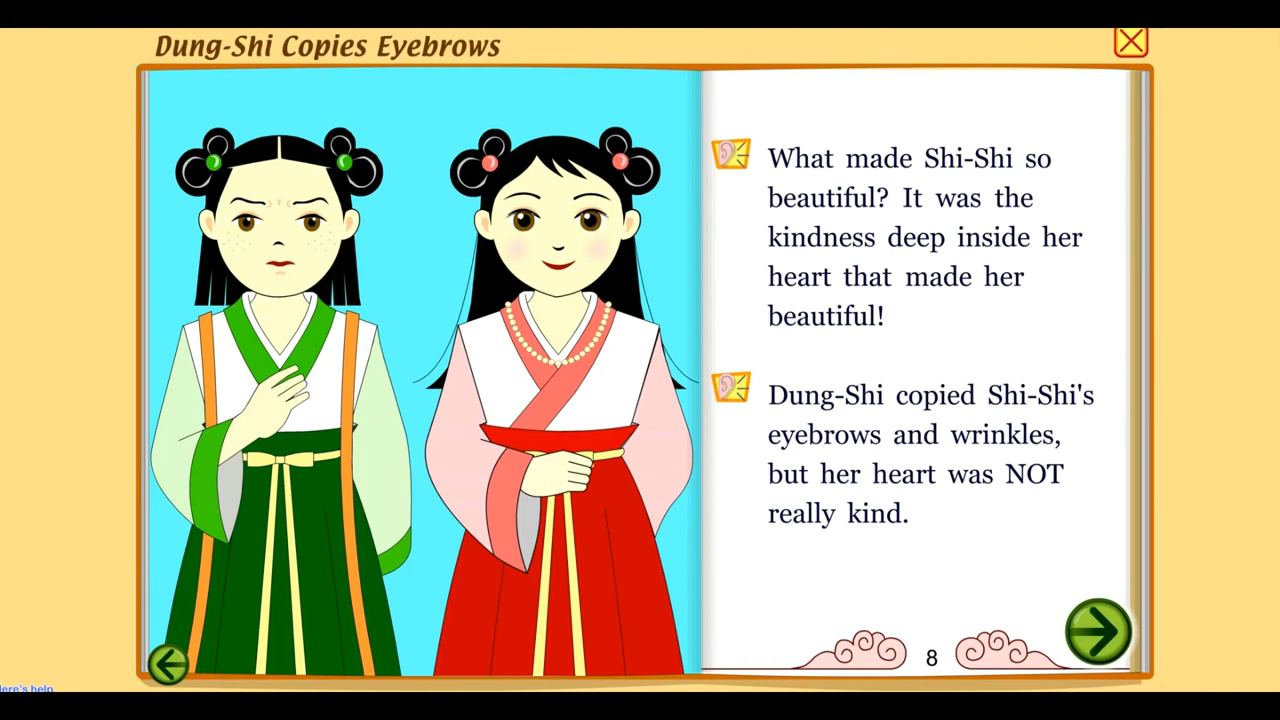 Dung-Shi Copies Eyebrows
What made Shi-Shi so
beautiful? It was the
kindness deep inside her
heart that made her
beautiful!
Dung-Shi copied Shi-Shi's
eyebrows and wrinkles,
but her heart was NOT
really kind.
8
ere's help